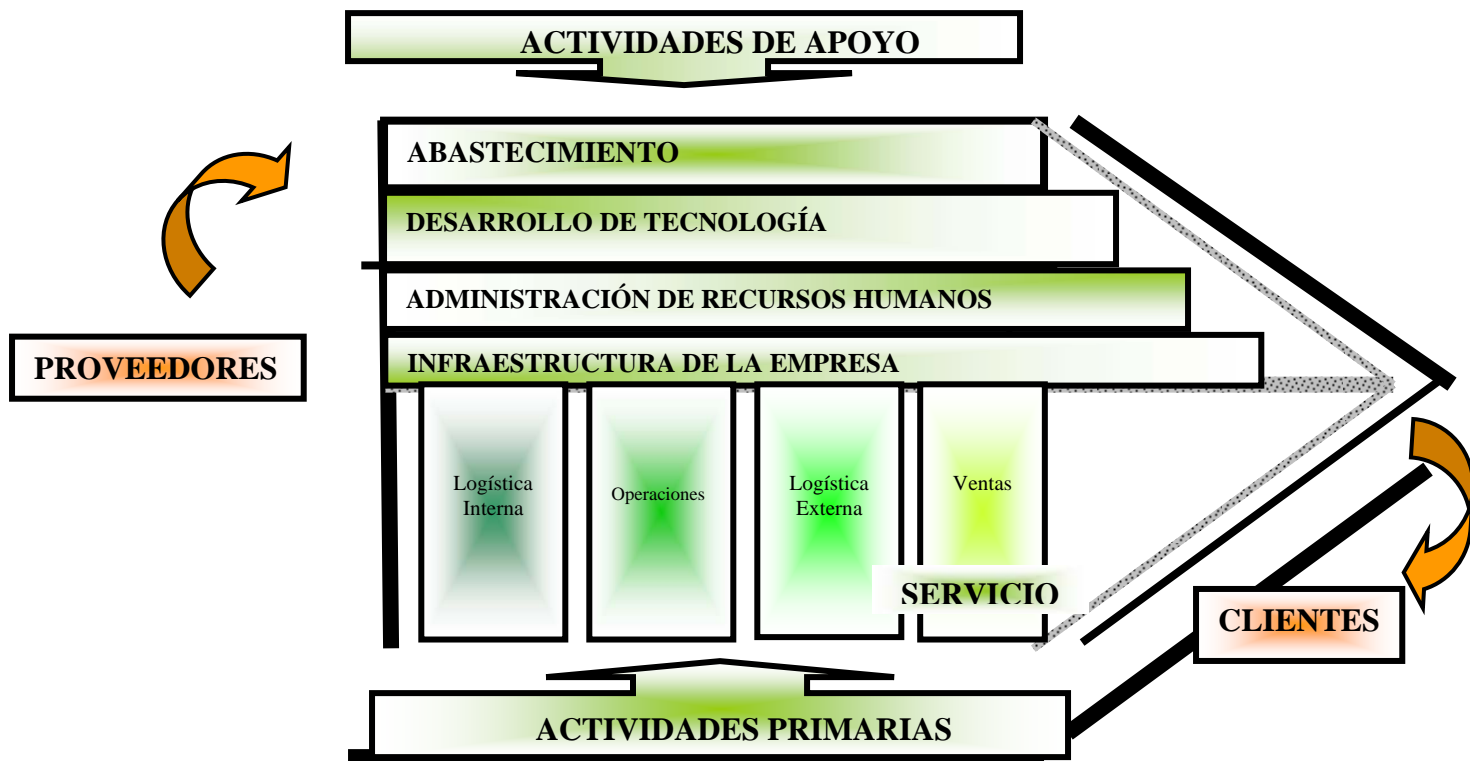 ACTIVIDADES DE APOYO
ABASTECIMIENTO
DESARROLLO DE TECNOLOGÍA
ADMINISTRACIÓN DE RECURSOS HUMANOS
PROVEEDORES
INFRAESTRUCTURA DE LA EMPRESA
Logística
Interna
Operaciones
Logística
Externa
Ventas
SERVICIO
CLIENTES
ACTIVIDADES PRIMARIAS